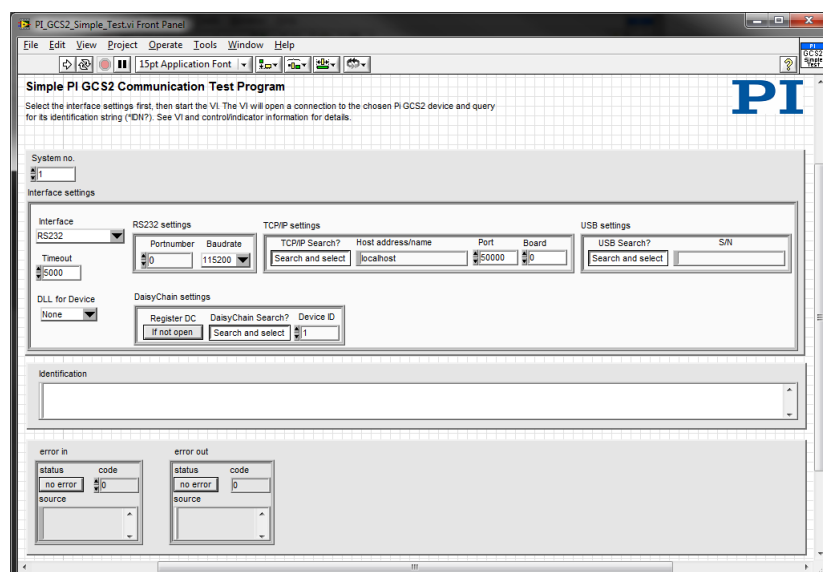 PI_GCS2_Simple_Test.vi Front Panel
File Edit View Project Operate Tools Window Help
15pt Application Font
PI
GCS2
Simple
Test
Simple PI GCS2 Communication Test Program
Select the interface settings first, then start the VI. The VI will open a connection to the chosen Pi GCS2 device and query
for its identification string (*IDN?). See VI and control/indicator information for details.
PI
System no.
1
Interface settings
Interface
RS232
Timeout
5000
DLL for Device
None
RS232 settings
Portnumber Baudrate
0 115200
TCP/IP settings
TCP/IP Search? Host address/name Port Board
Search and select localhost 50000 0
USB settings
USB Search? S/N
Search and select
DaisyChain settings
Register DC DaisyChain Search? Device ID
If not open Search and select 1
Identification
error in
status code
no error 0
source
error out
status code
no error 0
source